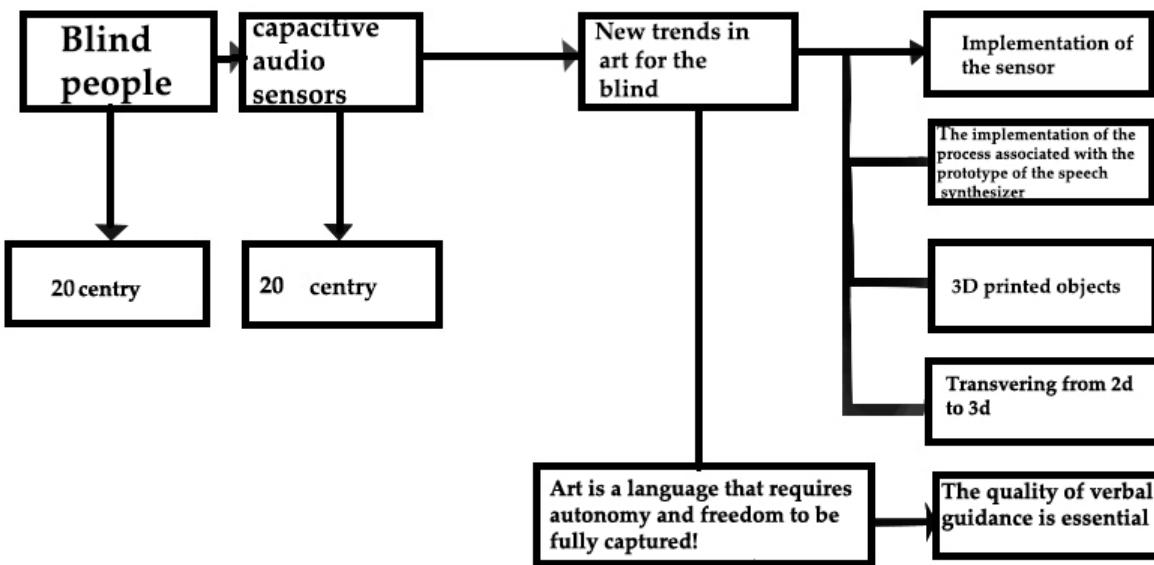 Blind
people
capacitive
audio
sensors
New trends in
art for the
blind
Implementation of
the sensor
The implementation of the
process associated with the
prototype of the speech
synthesizer
20 centry
20 centry
3D printed objects
Transvering from 2d
to 3d
Art is a language that requires
autonomy and freedom to be
fully captured!
The quality of verbal
guidance is essential